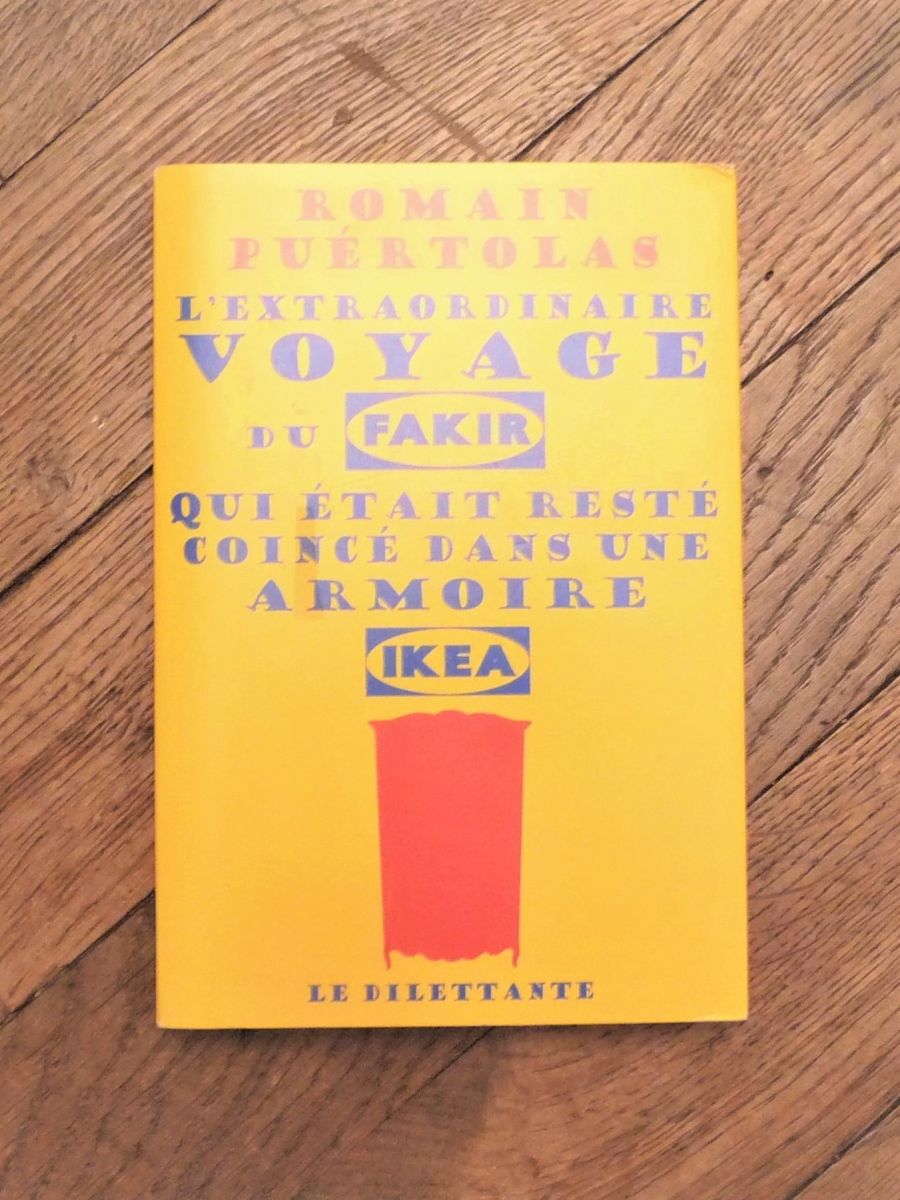 ROMAIN
PUÉRTOLAS
L'EXTRAORDINAIRE
VOYAGE
DU FAKIR
QUI ÉTAIT RESTÉ
COINCÉ DANS UNE
ARMOIRE
IKEA
LE DILETTANTE